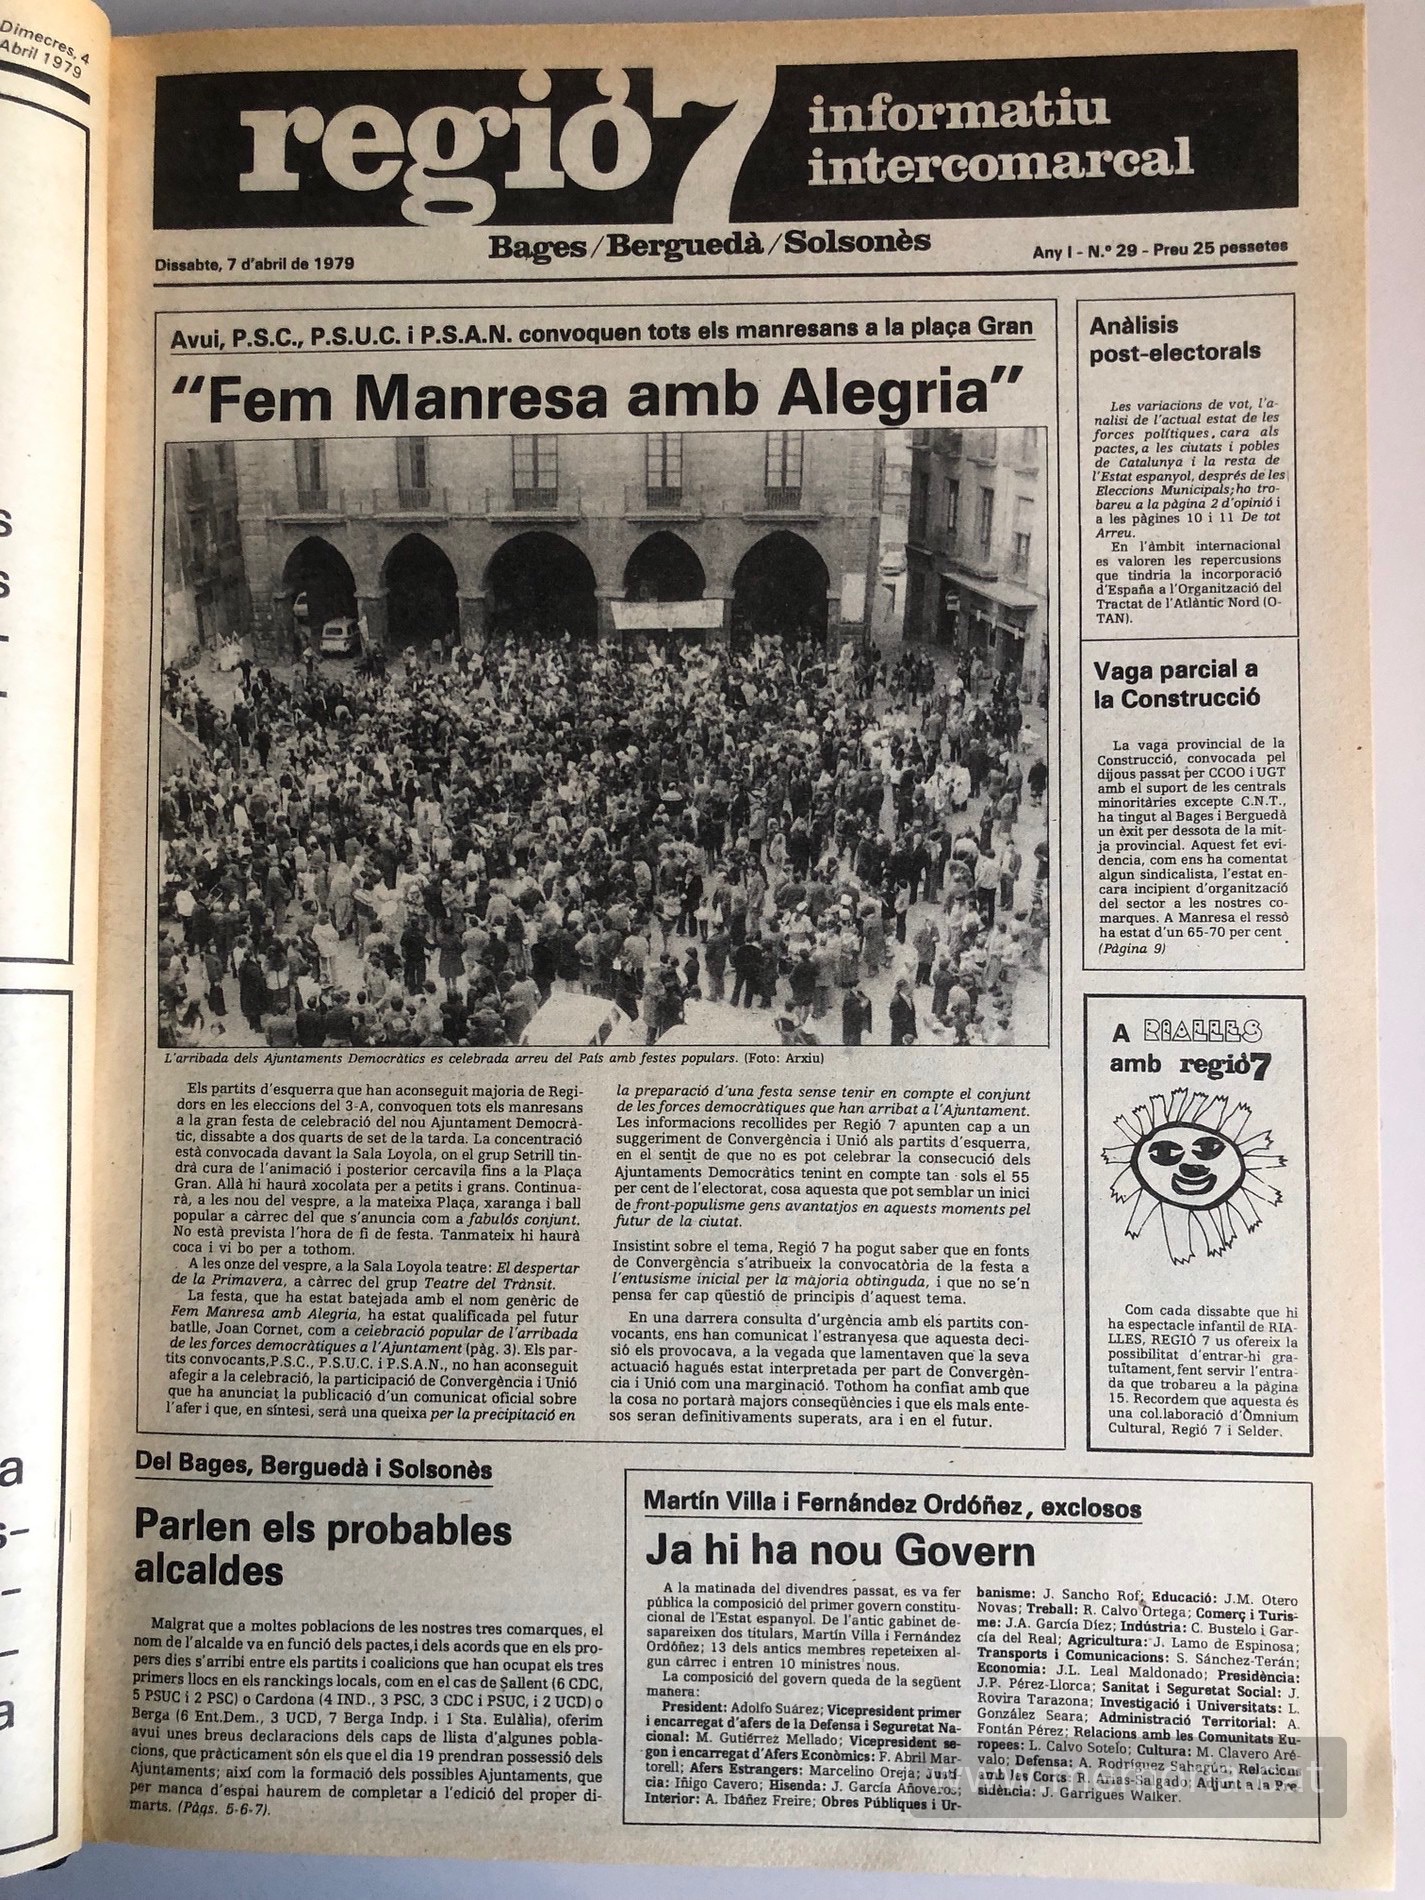 Dimecres, 4
Abril 1979
regió7
informatiu
intercomarcal
Bages/Berguedà/Solsonès
Dissabte, 7 d'abril de 1979
Any I - N.º 29 - Preu 25 pessetes
Avui, P.S.C., P.S.U.C. i P.S.A.N. convoquen tots els manresans a la plaça Gran
“Fem Manresa amb Alegria”
L'arribada dels Ajuntaments Democràtics es celebrada arreu del País amb festes populars. (Foto: Arxiu)
Els partits d'esquerra que han aconseguit majoria de Regi-
dors en les eleccions del 3-A, convoquen tots els manresans
a la gran festa de celebració del nou Ajuntament Democrà-
tic, dissabte a dos quarts de set de la tarda. La concentració
està convocada davant la Sala Loyola, on el grup Setrill tin-
drà cura de l'animació i posterior cercavila fins a la Plaça
Gran. Allà hi haurà xocolata per a petits i grans. Continua-
rà, a les nou del vespre, a la mateixa Plaça, xaranga i ball
popular a càrrec del que s'anuncia com a fabulós conjunt.
No està prevista l'hora de fi de festa. Tanmateix hi haurà
coca i vi bo per a tothom.
A les onze del vespre, a la Sala Loyola teatre: El despertar
de la Primavera, a càrrec del grup Teatre del Trànsit.
La festa, que ha estat batejada amb el nom genèric de
Fem Manresa amb Alegria, ha estat qualificada pel futur
batlle, Joan Cornet, com a celebració popular de l'arribada
de les forces democràtiques a l'Ajuntament (pàg. 3). Els par-
tits convocants,P.S.C., P.S.U.C. i P.S.A.N., no han aconseguit
afegir a la celebració, la participació de Convergència i Unió
que ha anunciat la publicació d'un comunicat oficial sobre
l'afer i que, en síntesi, serà una queixa per la precipitació en
la preparació d'una festa sense tenir en compte el conjunt
de les forces democràtiques que han arribat a l'Ajuntament.
Les informacions recollides per Regió 7 apunten cap a un
suggeriment de Convergència i Unió als partits d'esquerra,
en el sentit de que no es pot celebrar la consecució dels
Ajuntaments Democràtics tenint en compte tan sols el 55
per cent de l'electorat, cosa aquesta que pot semblar un inici
de front-populisme gens avantatjos en aquests moments pel
futur de la ciutat.
Insistint sobre el tema, Regió 7 ha pogut saber que en fonts
de Convergència s'atribueix la convocatòria de la festa a
l'entusisme inicial per la màjoria obtinguda, i que no se'n
pensa fer cap qüestió de principis d'aquest tema.
En una darrera consulta d'urgència amb els partits con-
vocants, ens han comunicat l'estranyesa que aquesta deci-
sió els provocava, a la vegada que lamentaven que la seva
actuació hagués estat interpretada per part de Convergèn-
cia i Unió com una marginació. Tothom ha confiat amb que
la cosa no portarà majors conseqüències i que els mals ente-
sos seran definitivaments superats, ara i en el futur.
Anàlisis
post-electorals
Les variacions de vot, l'a-
nalisi de l'actual estat de les
forces polítiques, cara als
pactes, a les ciutats i pobles
de Catalunya i la resta de
l'Estat espanyol, després de les
Eleccions Municipals; ho tro-
bareu a la pàgina 2 d'opinió i
a les pàgines 10 i 11 De tot
Arreu.
En l'àmbit internacional
es valoren les repercusions
que tindria la incorporació
d'España a l'Organització del
Tractat de l'Atlàntic Nord (O-
TAN).
Vaga parcial a
la Construcció
La vaga provincial de la
Construcció, convocada pel
dijous passat per CCOO i UGT
amb el suport de les centrals
minoritàries excepte C.N.T.,
ha tingut al Bages i Berguedà
un èxit per dessota de la mit-
ja provincial. Aquest fet evi-
dencia, com ens ha comentat
algun sindicalista, l'estat en-
cara incipient d'organització
del sector a les nostres co-
marques. A Manresa el ressò
ha estat d'un 65-70 per cent
(Pàgina 9)
A RIALLES
amb regió7
Com cada dissabte que hi
ha espectacle infantil de RIA-
LLES, REGIÓ 7 us ofereix la
possibilitat d'entrar-hi gra-
tuïtament, fent servir l'entra-
da que trobareu a la pàgina
15. Recordem que aquesta és
una col.laboració d'Òmnium
Cultural, Regió 7 i Selder.
Del Bages, Berguedà i Solsonès
Parlen els probables
alcaldes
Malgrat que a moltes poblacions de les nostres tres comarques, el
nom de l'alcalde va en funció dels pactes,i dels acords que en els pro-
pers dies s'arribi entre els partits i coalicions que han ocupat els tres
primers llocs en els ranckings locals, com en el cas de Sallent (6 CDC,
5 PSUC i 2 PSC) o Cardona (4 IND., 3 PSC, 3 CDC i PSUC, i 2 UCD) o
Berga (6 Ent.Dem., 3 UCD, 7 Berga Indp. i 1 Sta. Eulàlia), oferim
avui unes breus declaracions dels caps de llista d'algunes pobla-
cions, que pràcticament són els que el dia 19 prendran possessió dels
Ajuntaments; així com la formació dels possibles Ajuntaments, que
per manca d'espai haurem de completar a l'edició del proper di-
marts. (Pàgs. 5-6-7).
Martín Villa i Fernández Ordóñez, exclosos
Ja hi ha nou Govern
A la matinada del divendres passat, es va fer
pública la composició del primer govern constitu-
cional de l'Estat espanyol. De l'antic gabinet de-
sapareixen dos titulars, Martín Villa i Fernández
Ordóñez; 13 dels antics membres repeteixen al-
gun càrrec i entren 10 ministres nous.
La composició del govern queda de la següent
manera:
President: Adolfo Suárez; Vicepresident primer
i encarregat d'afers de la Defensa i Seguretat Na-
cional: M. Gutiérrez Mellado; Vicepresident se-
gon i encarregat d'Afers Econòmics: F. Abril Mar-
torell; Afers Estrangers: Marcelino Oreja; Justí-
cia: Iñigo Cavero; Hisenda: J. García Añoveros;
Interior: A. Ibáñez Freire; Obres Públiques i Ur-
banisme: J. Sancho Rof; Educació: J.M. Otero
Novas; Treball: R. Calvo Ortega; Comerç i Turis-
me: J.A. García Díez; Indústria: C. Bustelo i Gar-
cía del Real; Agricultura: J. Lamo de Espinosa;
Transports i Comunicacions: S. Sánchez-Terán;
Economia: J.L. Leal Maldonado; Presidència:
J.P. Pérez-Llorca; Sanitat i Seguretat Social: J.
Rovira Tarazona; Investigació i Universitats: L.
González Seara; Administració Territorial: A.
Fontán Pérez; Relacions amb les Comunitats Eu-
ropees: L. Calvo Sotelo; Cultura: M. Clavero Aré-
valo; Defensa: A. Rodríguez Sahagún; Relacions
amb les Corts: R. Arias-Salgado; Adjunt a la Pre-
sidència: J. Garrigues Walker.